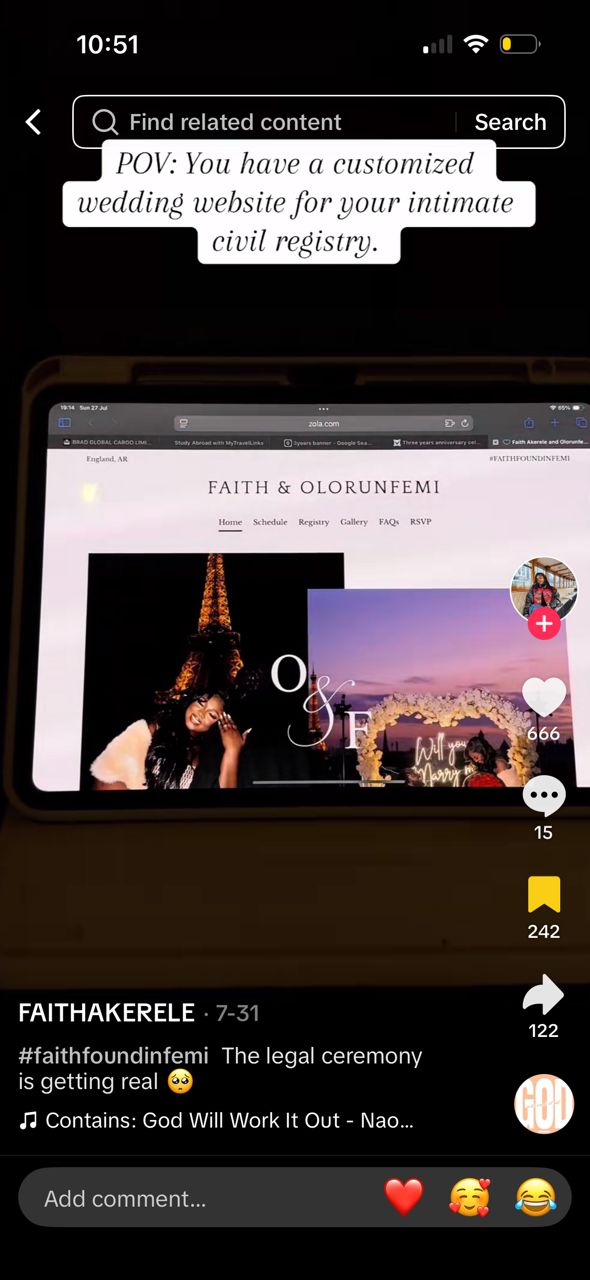 10:51
Find related content
Search
POV: You have a customized
wedding website for your intimate
civil registry.
19:14 Sun 27 Jul
65%
zola.com
BRAD GLOBAL CARGO LIMI...
Study Abroad with MyTravelLinks
3years banner - Google Sea...
Three years anniversary cel...
Faith Akerele and Olorunfe...
England, AR
#FAITHFOUNDINFEMI
FAITH & OLORUNFEMI
Home Schedule Registry Gallery FAQs RSVP
O
&
F
Will you
Marry m
666
15
242
122
FAITHAKERELE · 7-31
#faithfoundinfemi The legal ceremony
is getting real 🥺
Contains: God Will Work It Out - Nao...
GOD
Add comment...